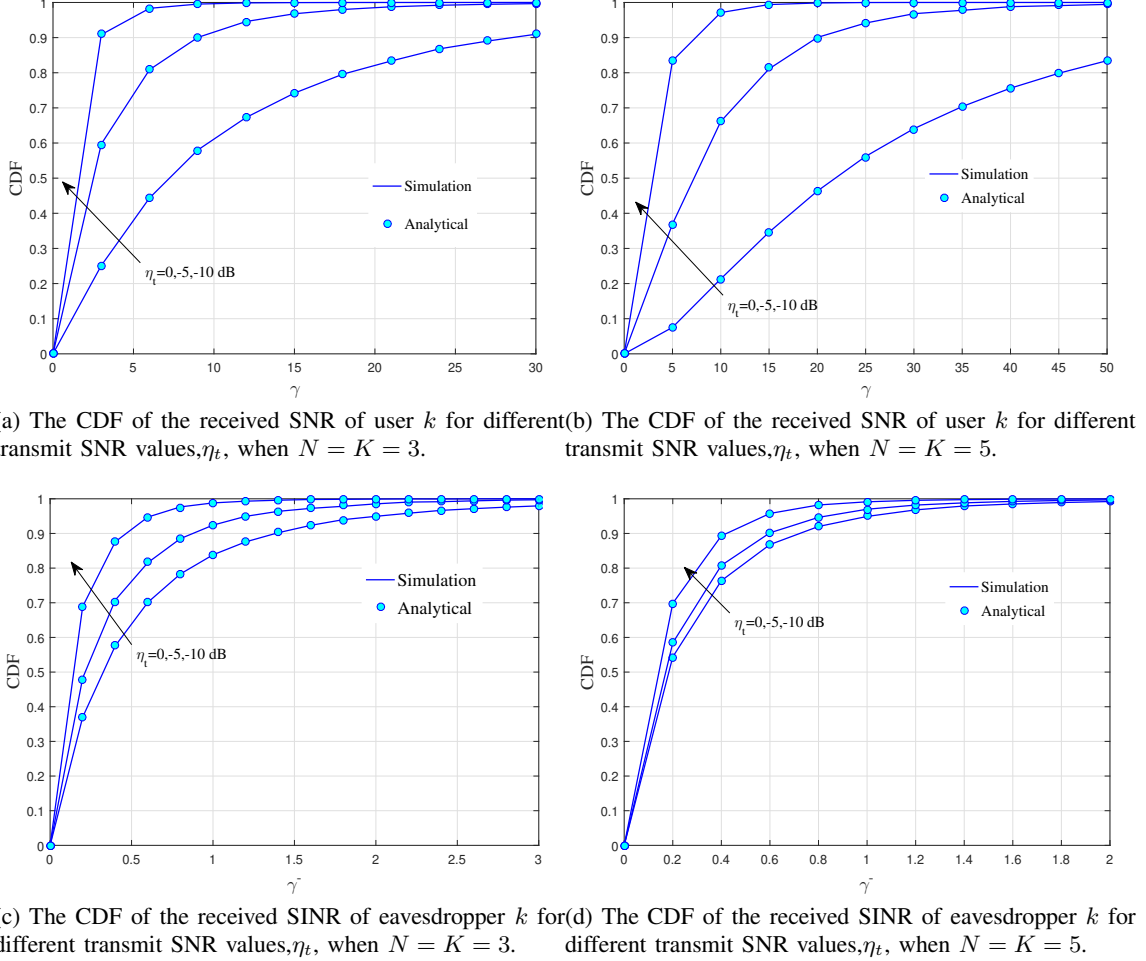 1
0.9
0.8
0.7
0.6
0.5
0.4
0.3
0.2
0.1
0
CDF
Simulation
Analytical
ηt=0,-5,-10 dB
0 5 10 15 20 25 30
γ
1
0.9
0.8
0.7
0.6
0.5
0.4
0.3
0.2
0.1
0
CDF
Simulation
Analytical
ηt=0,-5,-10 dB
0 5 10 15 20 25 30 35 40 45 50
γ
a) The CDF of the received SNR of user k for different
transmit SNR values,ηt, when N = K = 3.
(b) The CDF of the received SNR of user k for different
transmit SNR values,ηt, when N = K = 5.
1
0.9
0.8
0.7
0.6
0.5
0.4
0.3
0.2
0.1
0
CDF
Simulation
Analytical
ηt=0,-5,-10 dB
0 0.5 1 1.5 2 2.5 3
γ-
1
0.9
0.8
0.7
0.6
0.5
0.4
0.3
0.2
0.1
0
CDF
Simulation
Analytical
ηt=0,-5,-10 dB
0 0.2 0.4 0.6 0.8 1 1.2 1.4 1.6 1.8 2
γ-
c) The CDF of the received SINR of eavesdropper k for
different transmit SNR values,ηt, when N = K = 3.
(d) The CDF of the received SINR of eavesdropper k for
different transmit SNR values,ηt, when N = K = 5.